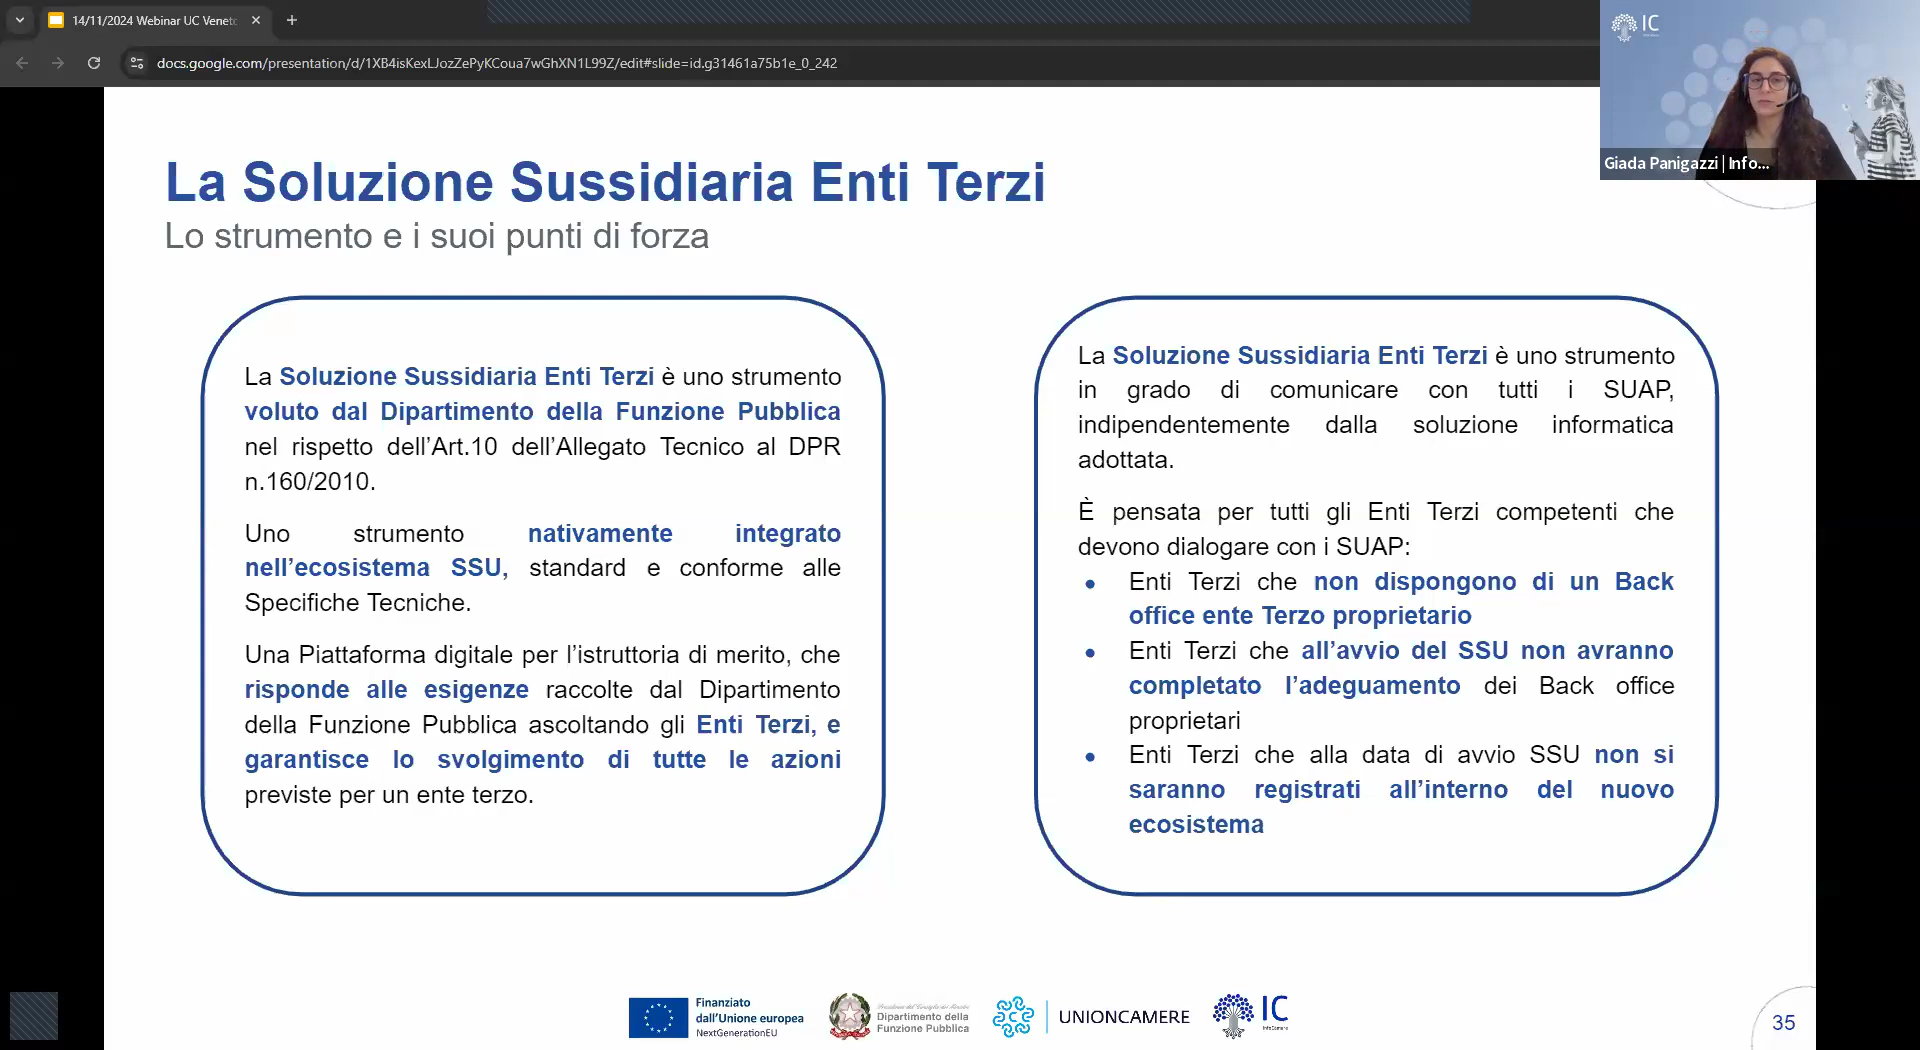 14/11/2024 Webinar UC Venet
docs.google.com/presentation/d/1XB4isKexLJozZePyKCoua7wGhXN1L99Z/edit#slide=id.g31461a75b1e_0_242
IC
Giada Panigazzi | Info...
La Soluzione Sussidiaria Enti Terzi
Lo strumento e i suoi punti di forza
La Soluzione Sussidiaria Enti Terzi è uno strumento
voluto dal Dipartimento della Funzione Pubblica
nel rispetto dell’Art.10 dell’Allegato Tecnico al DPR
n.160/2010.
Uno strumento nativamente integrato
nell’ecosistema SSU, standard e conforme alle
Specifiche Tecniche.
Una Piattaforma digitale per l’istruttoria di merito, che
risponde alle esigenze raccolte dal Dipartimento
della Funzione Pubblica ascoltando gli Enti Terzi, e
garantisce lo svolgimento di tutte le azioni
previste per un ente terzo.
La Soluzione Sussidiaria Enti Terzi è uno strumento
in grado di comunicare con tutti i SUAP,
indipendentemente dalla soluzione informatica
adottata.
È pensata per tutti gli Enti Terzi competenti che
devono dialogare con i SUAP:
● Enti Terzi che non dispongono di un Back
office ente Terzo proprietario
● Enti Terzi che all’avvio del SSU non avranno
completato l’adeguamento dei Back office
proprietari
● Enti Terzi che alla data di avvio SSU non si
saranno registrati all’interno del nuovo
ecosistema
Finanziato
dall’Unione europea
NextGenerationEU
Presidenza del Consiglio dei Ministri
Dipartimento della
Funzione Pubblica
UNIONCAMERE
IC
InfoCamere
35